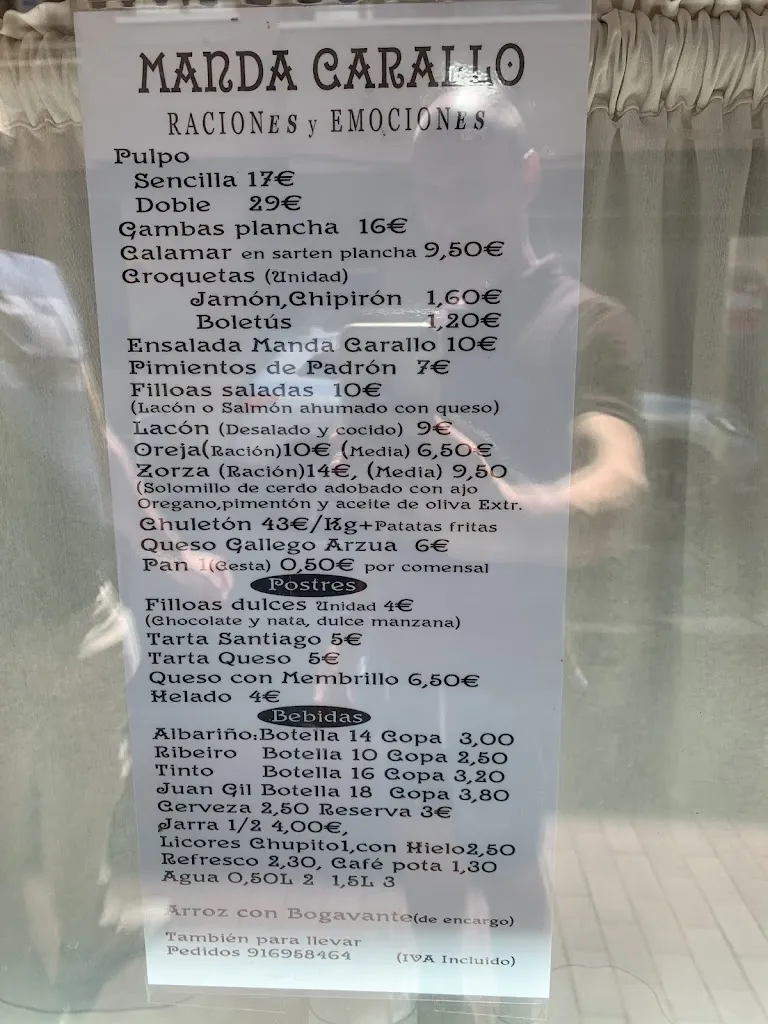 MANDA CARALLO
RACIONES y EMOCIONES
Pulpo
Sencilla 17€
Doble 29€
Gambas plancha 16€
Calamar en sarten plancha 9,50€
Croquetas (Unidad)
Jamón,Chipirón 1,60€
Boletús 1,20€
Ensalada Manda Carallo 10€
Pimientos de Padrón 7€
Filloas saladas 10€
(Lacón o Salmón ahumado con queso)
Lacón (Desalado y cocido) 9€
Oreja(Ración)10€ (Media) 6,50€
Zorza (Ración)14€, (Media) 9,50
(Solomillo de cerdo adobado con ajo
Oregano,pimentón y aceite de oliva Extr.
Chuletón 43€/Kg+Patatas fritas
Queso Gallego Arzua 6€
Pan 1(Cesta) 0,50€ por comensal
Postres
Filloas dulces Unidad 4€
(Chocolate y nata, dulce manzana)
Tarta Santiago 5€
Tarta Queso 5€
Queso con Membrillo 6,50€
Helado 4€
Bebidas
Albariño:Botella 14 Copa 3,00
Ribeiro Botella 10 Copa 2,50
Tinto Botella 16 Copa 3,20
Juan Gil Botella 18 Copa 3,80
Cerveza 2,50 Reserva 3€
Jarra 1/2 4,00€,
Licores Chupito1,con Hielo2,50
Refresco 2,30, Café pota 1,30
Agua 0,50L 2 1,5L 3
Arroz con Bogavante(de encargo)
También para llevar
Pedidos 916958464 (IVA Incluido)